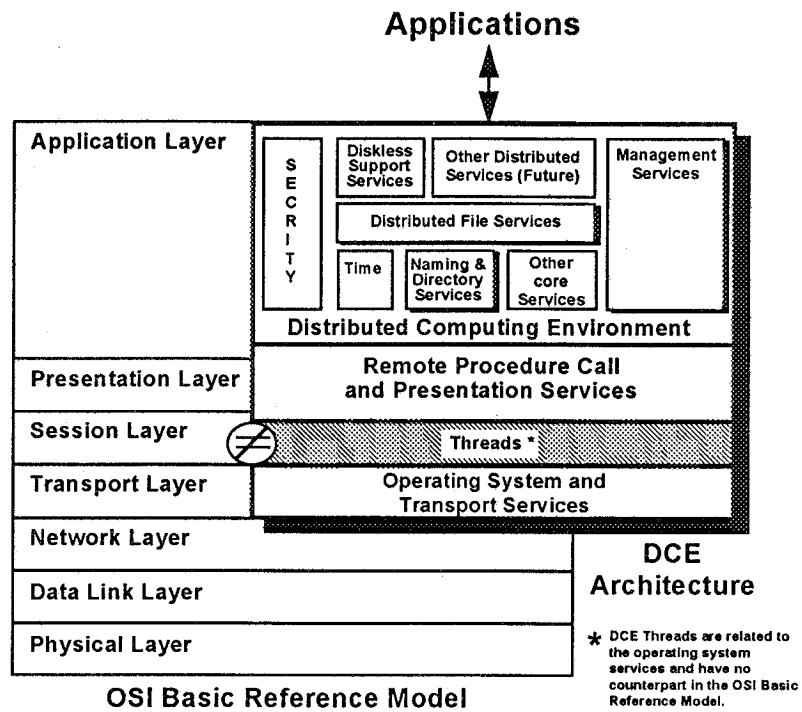 Applications
Application Layer
SECRITY
Diskless
Support
Services
Other Distributed
Services (Future)
Management
Services
Distributed File Services
Time
Naming &
Directory
Services
Other
core
Services
Distributed Computing Environment
Presentation Layer
Remote Procedure Call
and Presentation Services
Session Layer
≠
Threads *
Transport Layer
Operating System and
Transport Services
Network Layer
Data Link Layer
Physical Layer
DCE
Architecture
* DCE Threads are related to
the operating system
services and have no
counterpart in the OSI Basic
Reference Model.
OSI Basic Reference Model